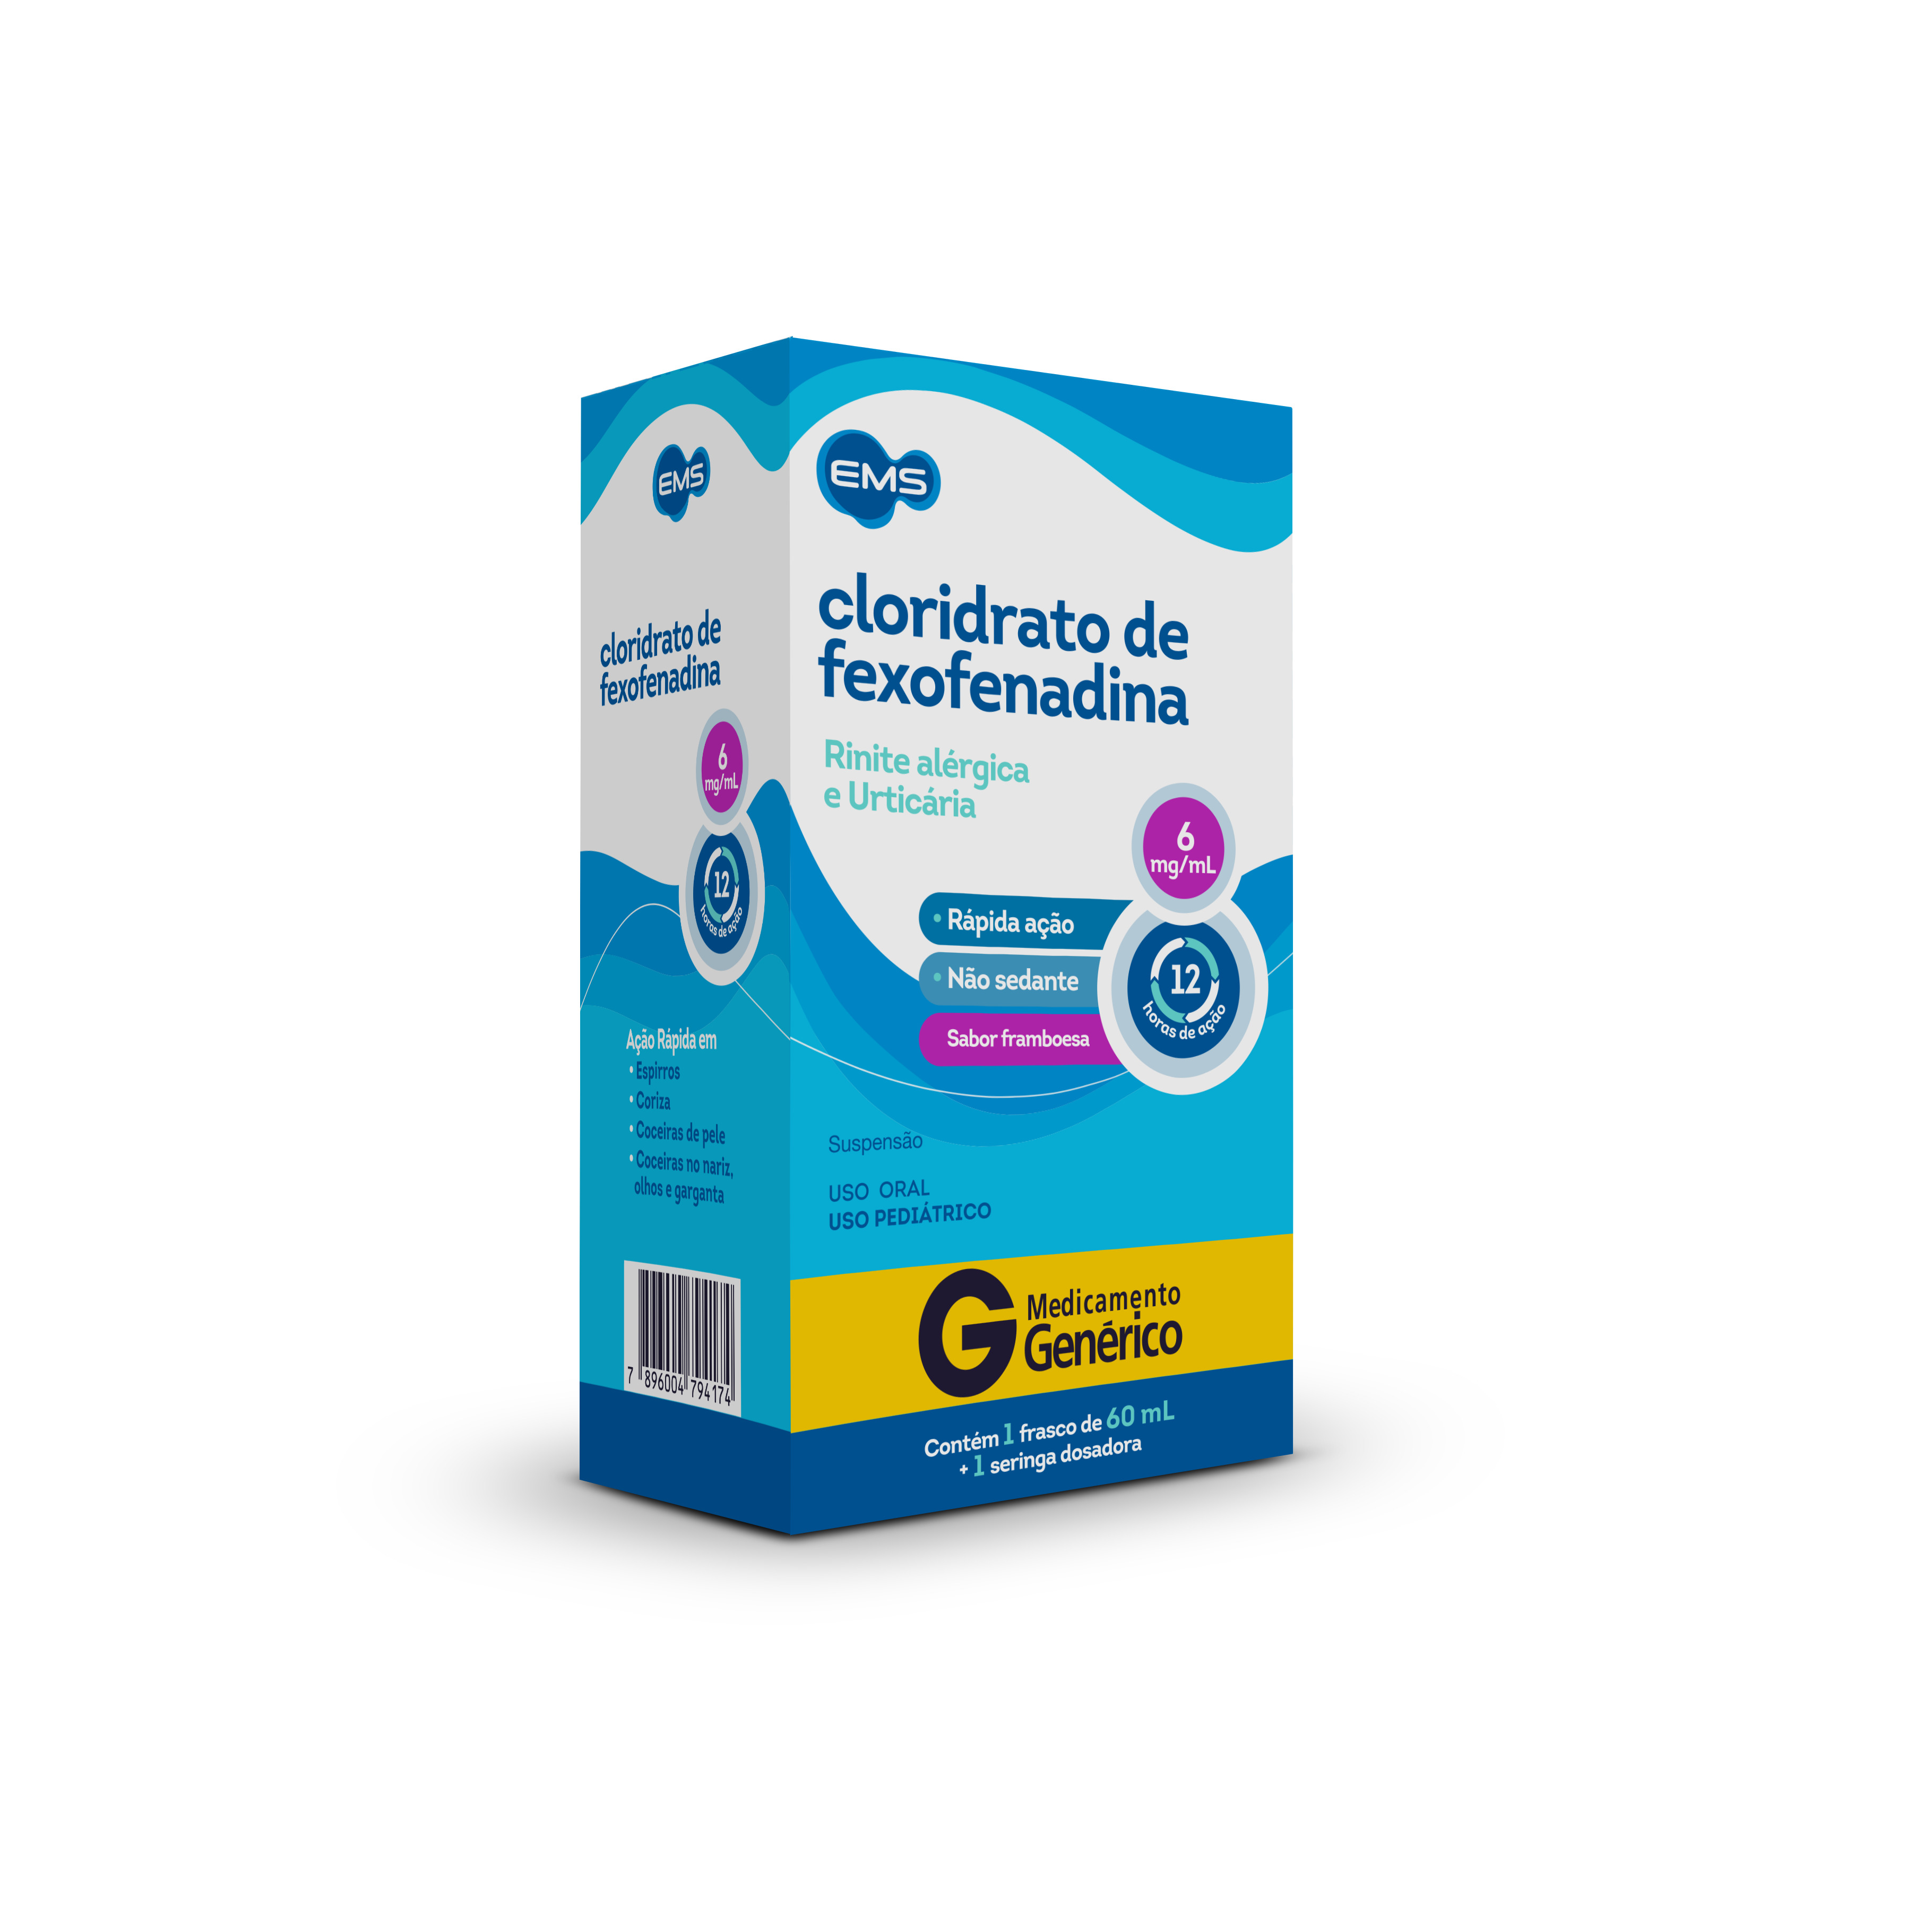 EMS
cloridrato de
fexofenadina
6
mg/mL
12
horas de ação
Ação Rápida em
• Espirros
• Coriza
• Coceiras de pele
• Coceiras no nariz,
olhos e garganta
7 896004 794174
EMS
cloridrato de
fexofenadina
Rinite alérgica
e Urticária
6
mg/mL
• Rápida ação
• Não sedante
Sabor framboesa
12
horas de ação
Suspensão
USO ORAL
USO PEDIÁTRICO
G Medicamento
Genérico
Contém 1 frasco de 60 mL
+ 1 seringa dosadora